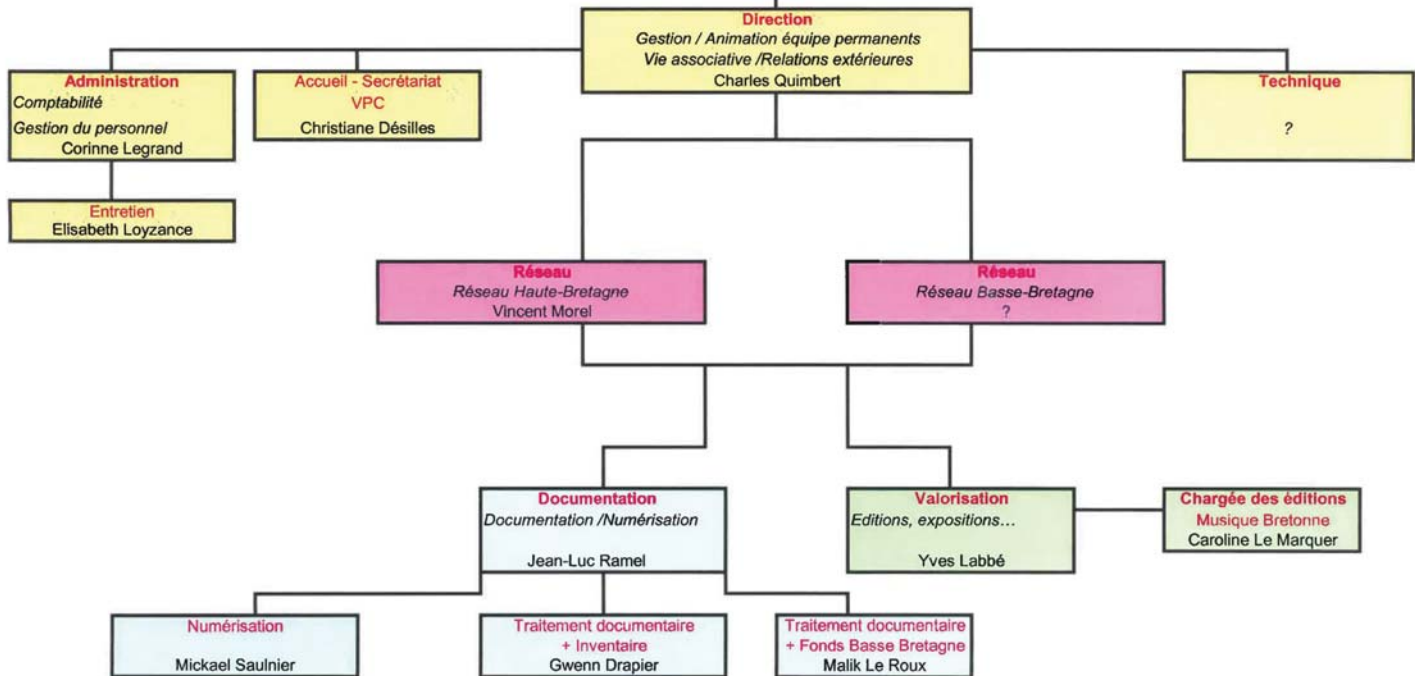 Direction
Gestion / Animation équipe permanents
Vie associative /Relations extérieures
Charles Quimbert
Administration
Comptabilité
Gestion du personnel
Corinne Legrand
Accueil - Secrétariat
VPC
Christiane Désilles
Technique
?
Entretien
Elisabeth Loyzance
Réseau
Réseau Haute-Bretagne
Vincent Morel
Réseau
Réseau Basse-Bretagne
?
Documentation
Documentation /Numérisation
Jean-Luc Ramel
Valorisation
Editions, expositions...
Yves Labbé
Chargée des éditions
Musique Bretonne
Caroline Le Marquer
Numérisation
Mickael Saulnier
Traitement documentaire
+ Inventaire
Gwenn Drapier
Traitement documentaire
+ Fonds Basse Bretagne
Malik Le Roux